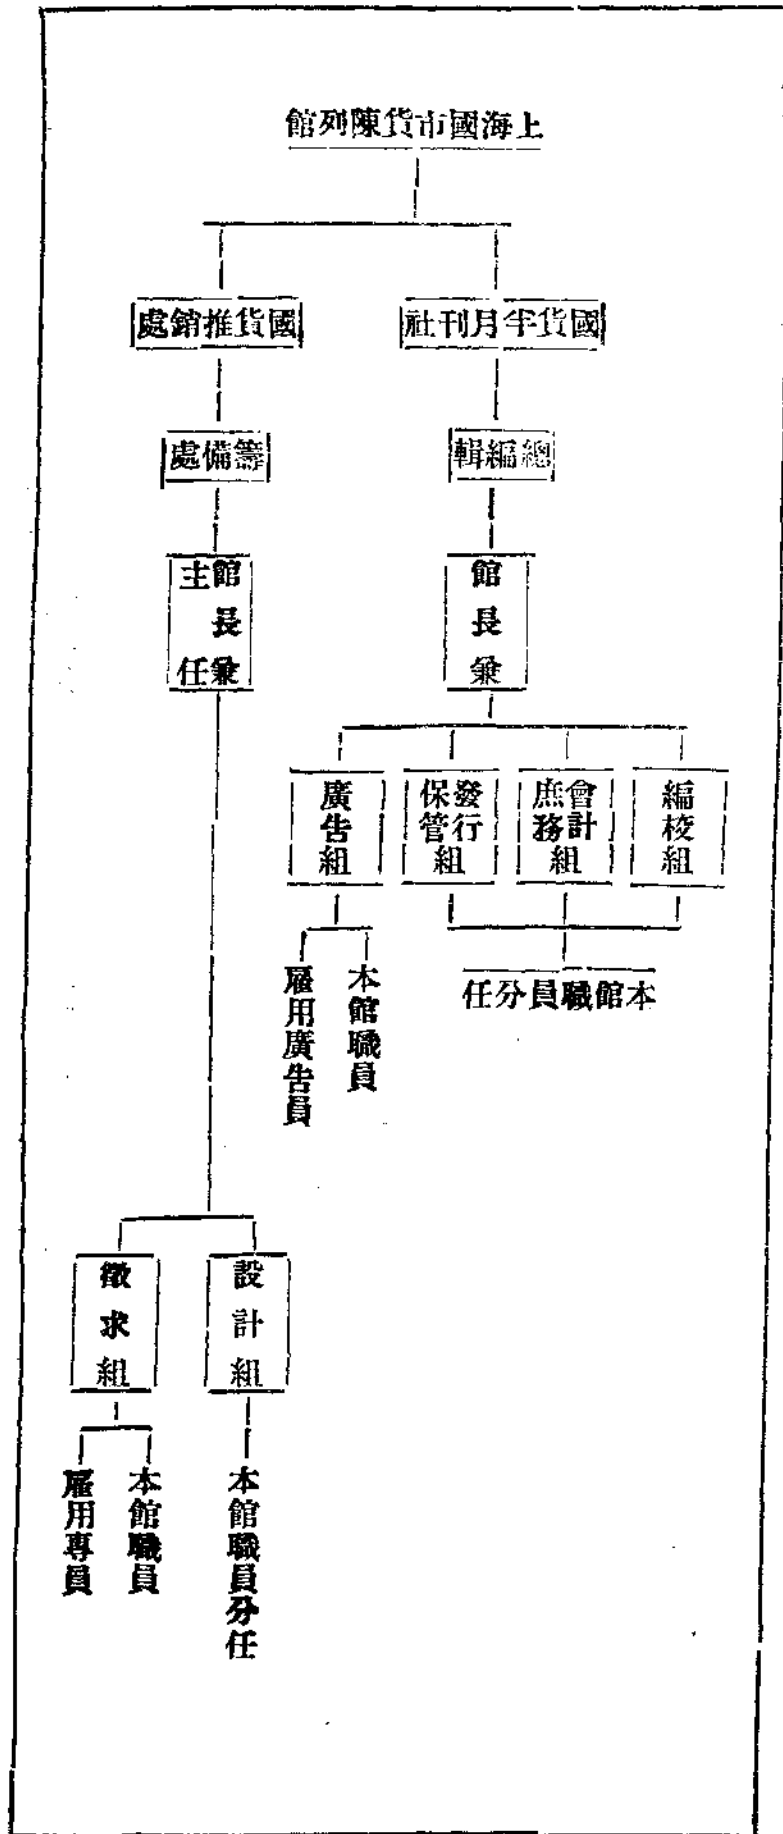 上海國市貨陳列館
國貨半月刊社
國貨推銷處
總編輯
籌備處
館長兼
館長兼
主任
編校組
會計
庶務
組
發行
保管
組
廣告組
本館職員分任
本館職員
雇用廣告員
設計組
徵求組
本館職員分任
本館職員
雇用專員